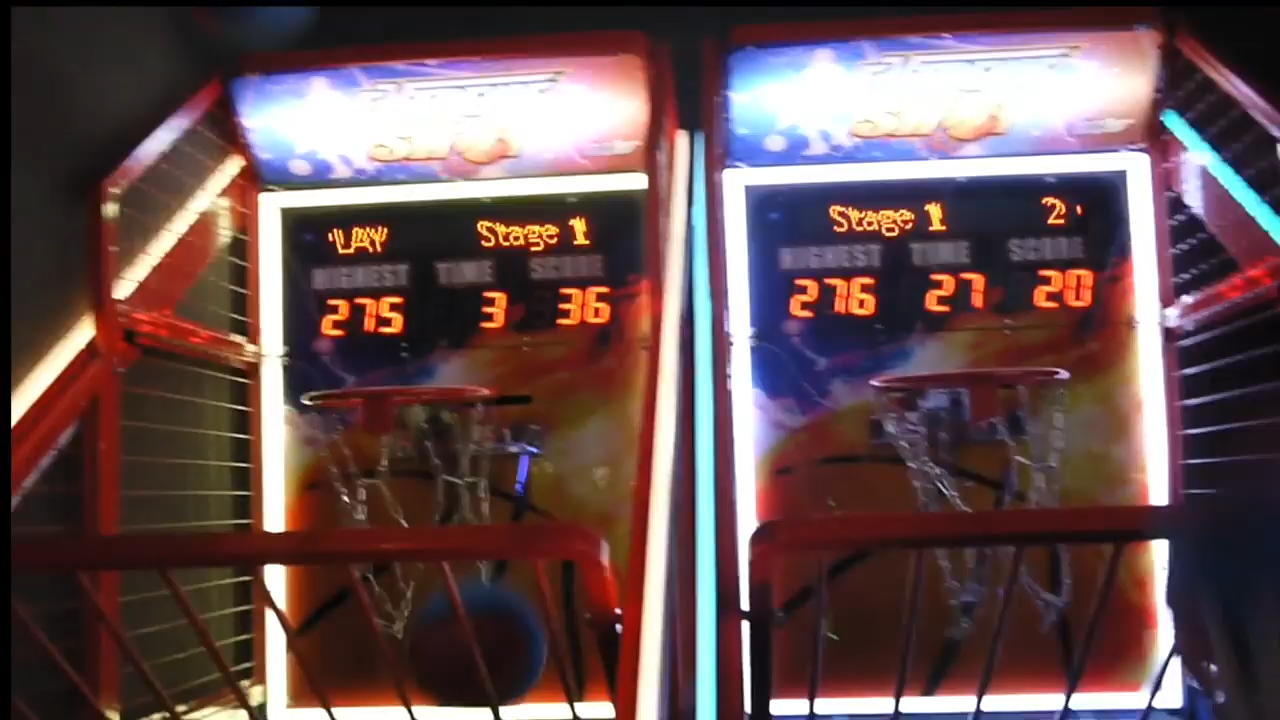 LAY Stage 1
HIGHEST TIME SCORE
275 3 36
Stage 1 2
HIGHEST TIME SCORE
276 27 20